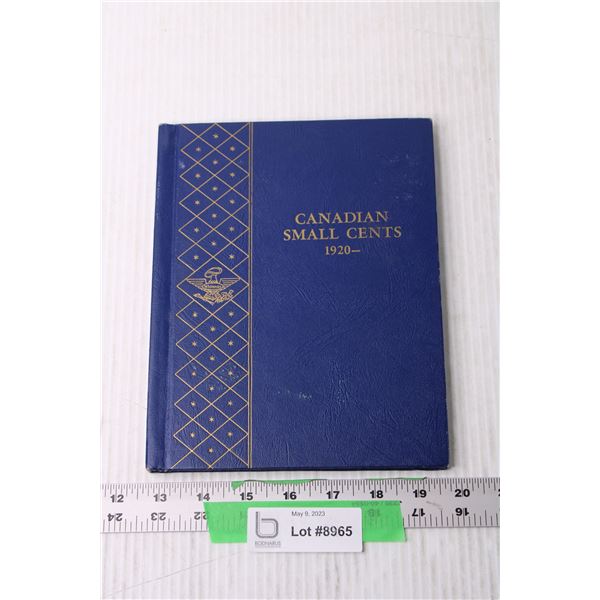 CANADIAN
SMALL CENTS
1920—
12 13 14 15 16 17 18 19 20
24 23 17 16
May 9, 2023
Lot #8965
BODNARUS